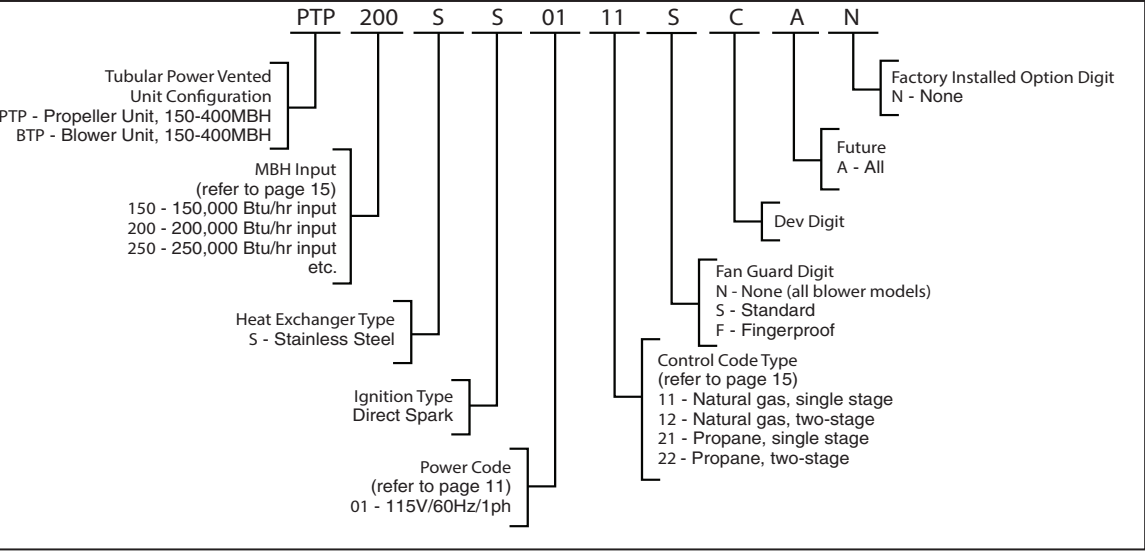 PTP 200 S S 01 11 S C A N
Tubular Power Vented
Unit Configuration
PTP - Propeller Unit, 150-400MBH
BTP - Blower Unit, 150-400MBH
MBH Input
(refer to page 15)
150 - 150,000 Btu/hr input
200 - 200,000 Btu/hr input
250 - 250,000 Btu/hr input
etc.
Heat Exchanger Type
S - Stainless Steel
Ignition Type
Direct Spark
Power Code
(refer to page 11)
01 - 115V/60Hz/1ph
Factory Installed Option Digit
N - None
Future
A - All
Dev Digit
Fan Guard Digit
N - None (all blower models)
S - Standard
F - Fingerproof
Control Code Type
(refer to page 15)
11 - Natural gas, single stage
12 - Natural gas, two-stage
21 - Propane, single stage
22 - Propane, two-stage